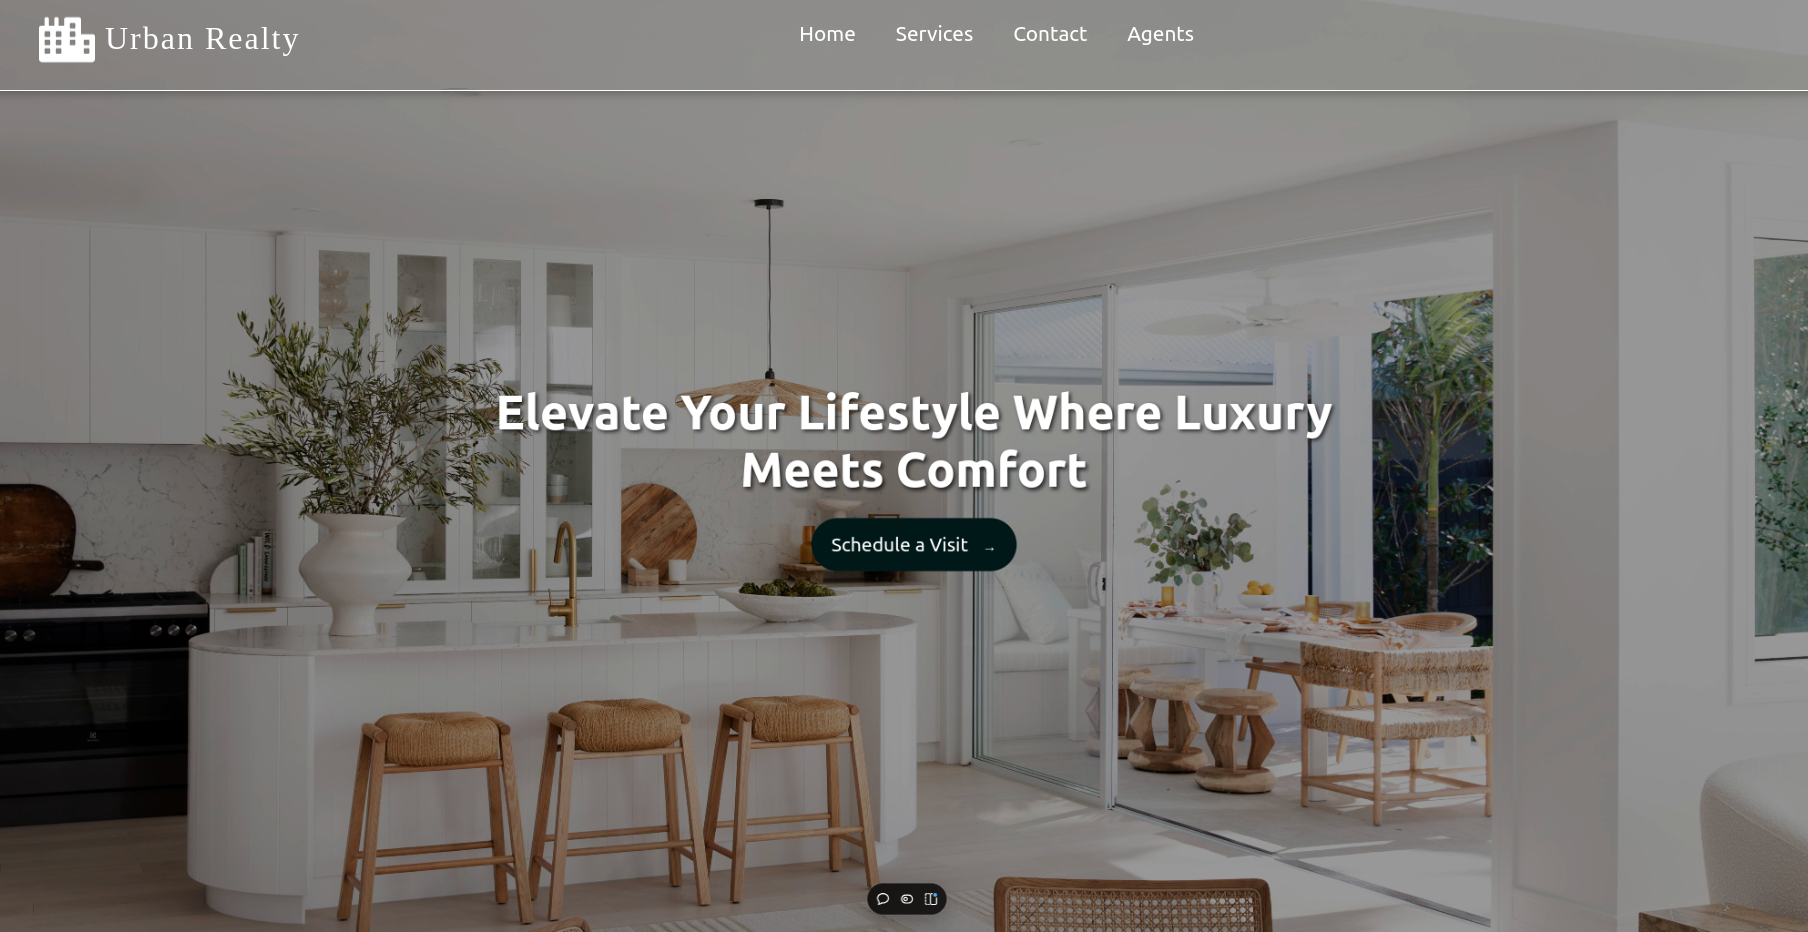 Urban Realty
Home Services Contact Agents
Elevate Your Lifestyle Where Luxury
Meets Comfort
Schedule a Visit →